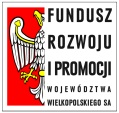 FUNDUSZ
ROZWOJU
I PROMOCJI
WOJEWÓDZTWA
WIELKOPOLSKIEGO SA